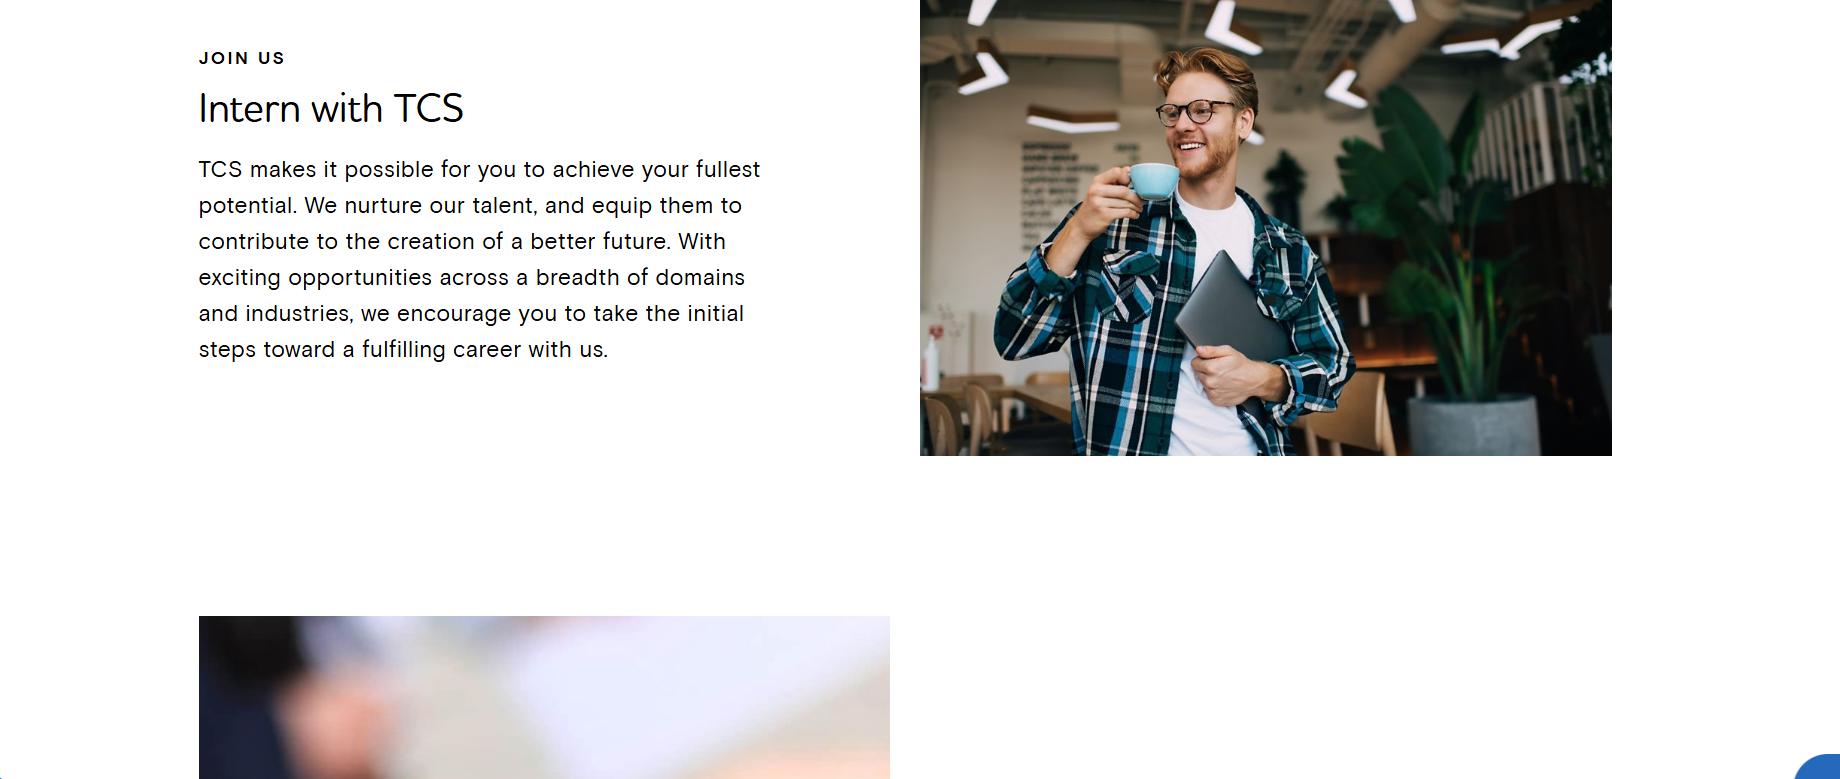 JOIN US
Intern with TCS
TCS makes it possible for you to achieve your fullest
potential. We nurture our talent, and equip them to
contribute to the creation of a better future. With
exciting opportunities across a breadth of domains
and industries, we encourage you to take the initial
steps toward a fulfilling career with us.